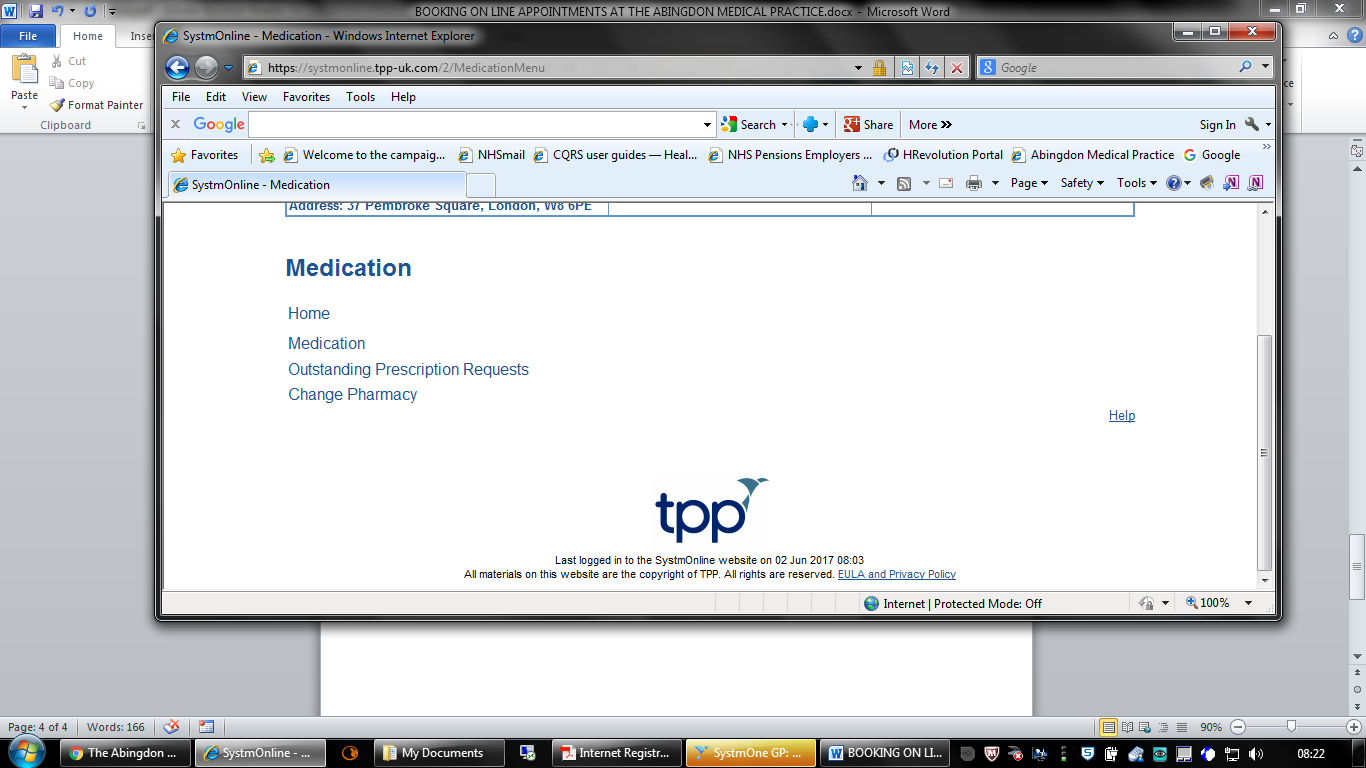 BOOKING ON LINE APPOINTMENTS AT THE ABINGDON MEDICAL PRACTICE.docx - Microsoft Word
File Home Inser
Cut
Copy
Paste
Format Painter
Clipboard
ce
SystmOnline - Medication - Windows Internet Explorer
https://systmonline.tpp-uk.com/2/MedicationMenu
Google
File Edit View Favorites Tools Help
x Google Search Share More » Sign In
Favorites Welcome to the campaig... NHSmail CQRS user guides — Heal... NHS Pensions Employers ... HRevolution Portal Abingdon Medical Practice Google »
SystmOnline - Medication
Page Safety Tools
Address: 37 Pembroke Square, London, W8 6PE
Medication
Home
Medication
Outstanding Prescription Requests
Change Pharmacy
Help
tpp
Last logged in to the SystmOnline website on 02 Jun 2017 08:03
All materials on this website are the copyright of TPP. All rights are reserved. EULA and Privacy Policy
Internet | Protected Mode: Off
100%
Page: 4 of 4 Words: 166
90%
The Abingdon ... SystmOnline - ... My Documents Internet Registr... SystmOne GP: ... BOOKING ON LI... 08:22